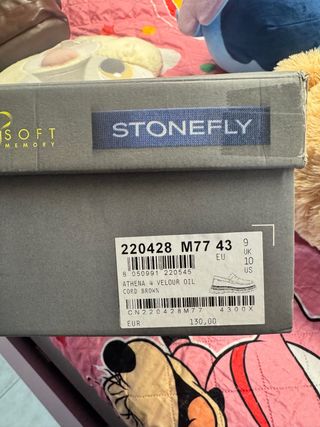 SOFT
MEMORY
STONEFLY
220428 M77 43
EU
9
UK
10
US
8 050991 220545
ATHENA 4 VELOUR OIL
CORD BROWN
CN220428M77 4300X
EUR 130,00